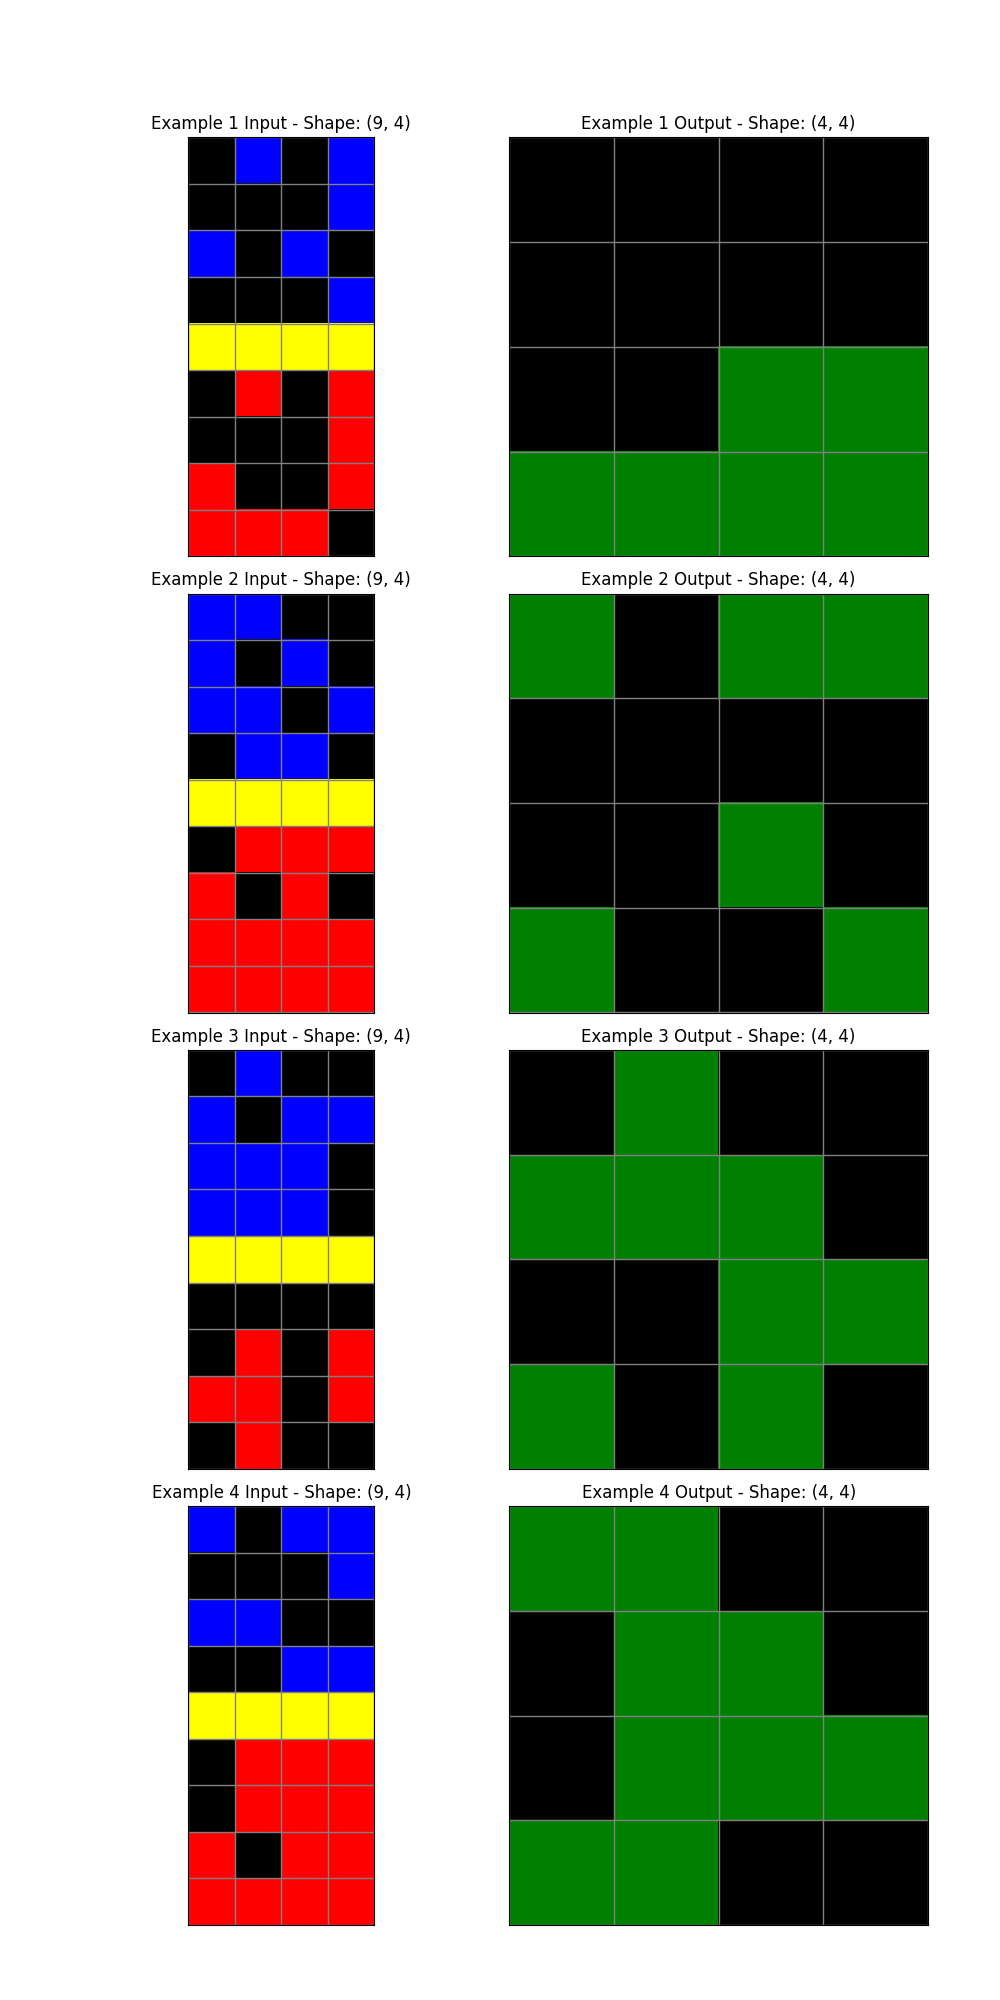 Example 1 Input - Shape: (9, 4)
Example 1 Output - Shape: (4, 4)
Example 2 Input - Shape: (9, 4)
Example 2 Output - Shape: (4, 4)
Example 3 Input - Shape: (9, 4)
Example 3 Output - Shape: (4, 4)
Example 4 Input - Shape: (9, 4)
Example 4 Output - Shape: (4, 4)